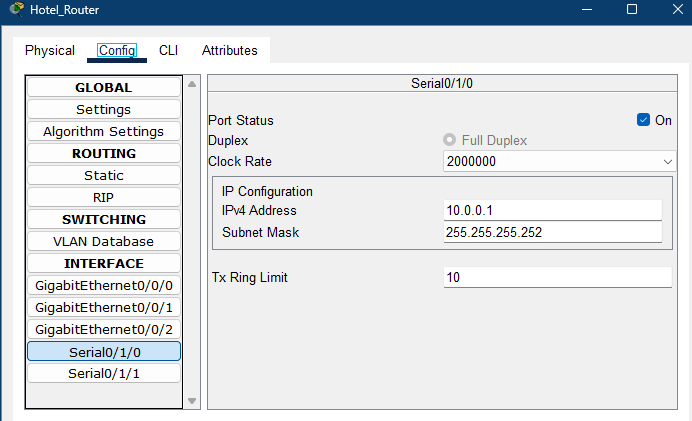 Hotel_Router
Physical Config CLI Attributes
GLOBAL
Settings
Algorithm Settings
ROUTING
Static
RIP
SWITCHING
VLAN Database
INTERFACE
GigabitEthernet0/0/0
GigabitEthernet0/0/1
GigabitEthernet0/0/2
Serial0/1/0
Serial0/1/1
Serial0/1/0
Port Status On
Duplex Full Duplex
Clock Rate 2000000
IP Configuration
IPv4 Address 10.0.0.1
Subnet Mask 255.255.255.252
Tx Ring Limit 10